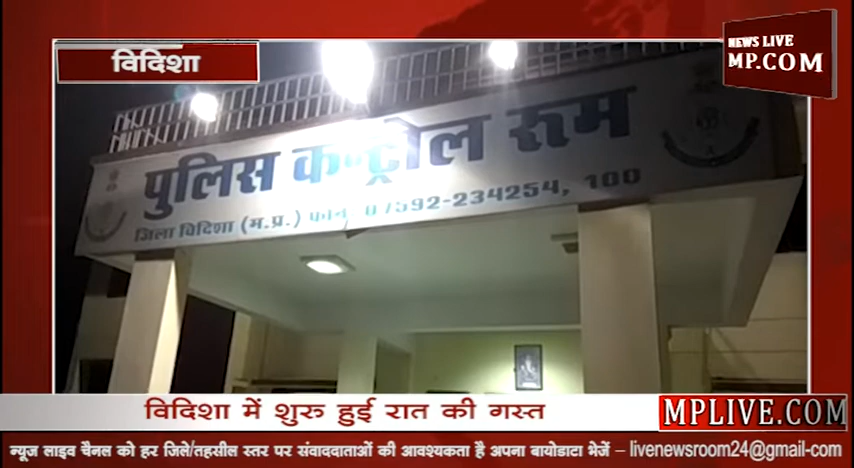 विदिशा
NEWS LIVE
MP.COM
पुलिस कन्ट्रोल रूम
जिला विदिशा (म.प्र.) फोन 07592-234254, 100
विदिशा में शुरु हुई रात की गस्त
MPLIVE.COM
न्यूज लाइव चैनल को हर जिले/तहसील स्तर पर संवाददाताओं की आवश्यकता है अपना बायोडाटा भेजें – livenewsroom24@gmail-com